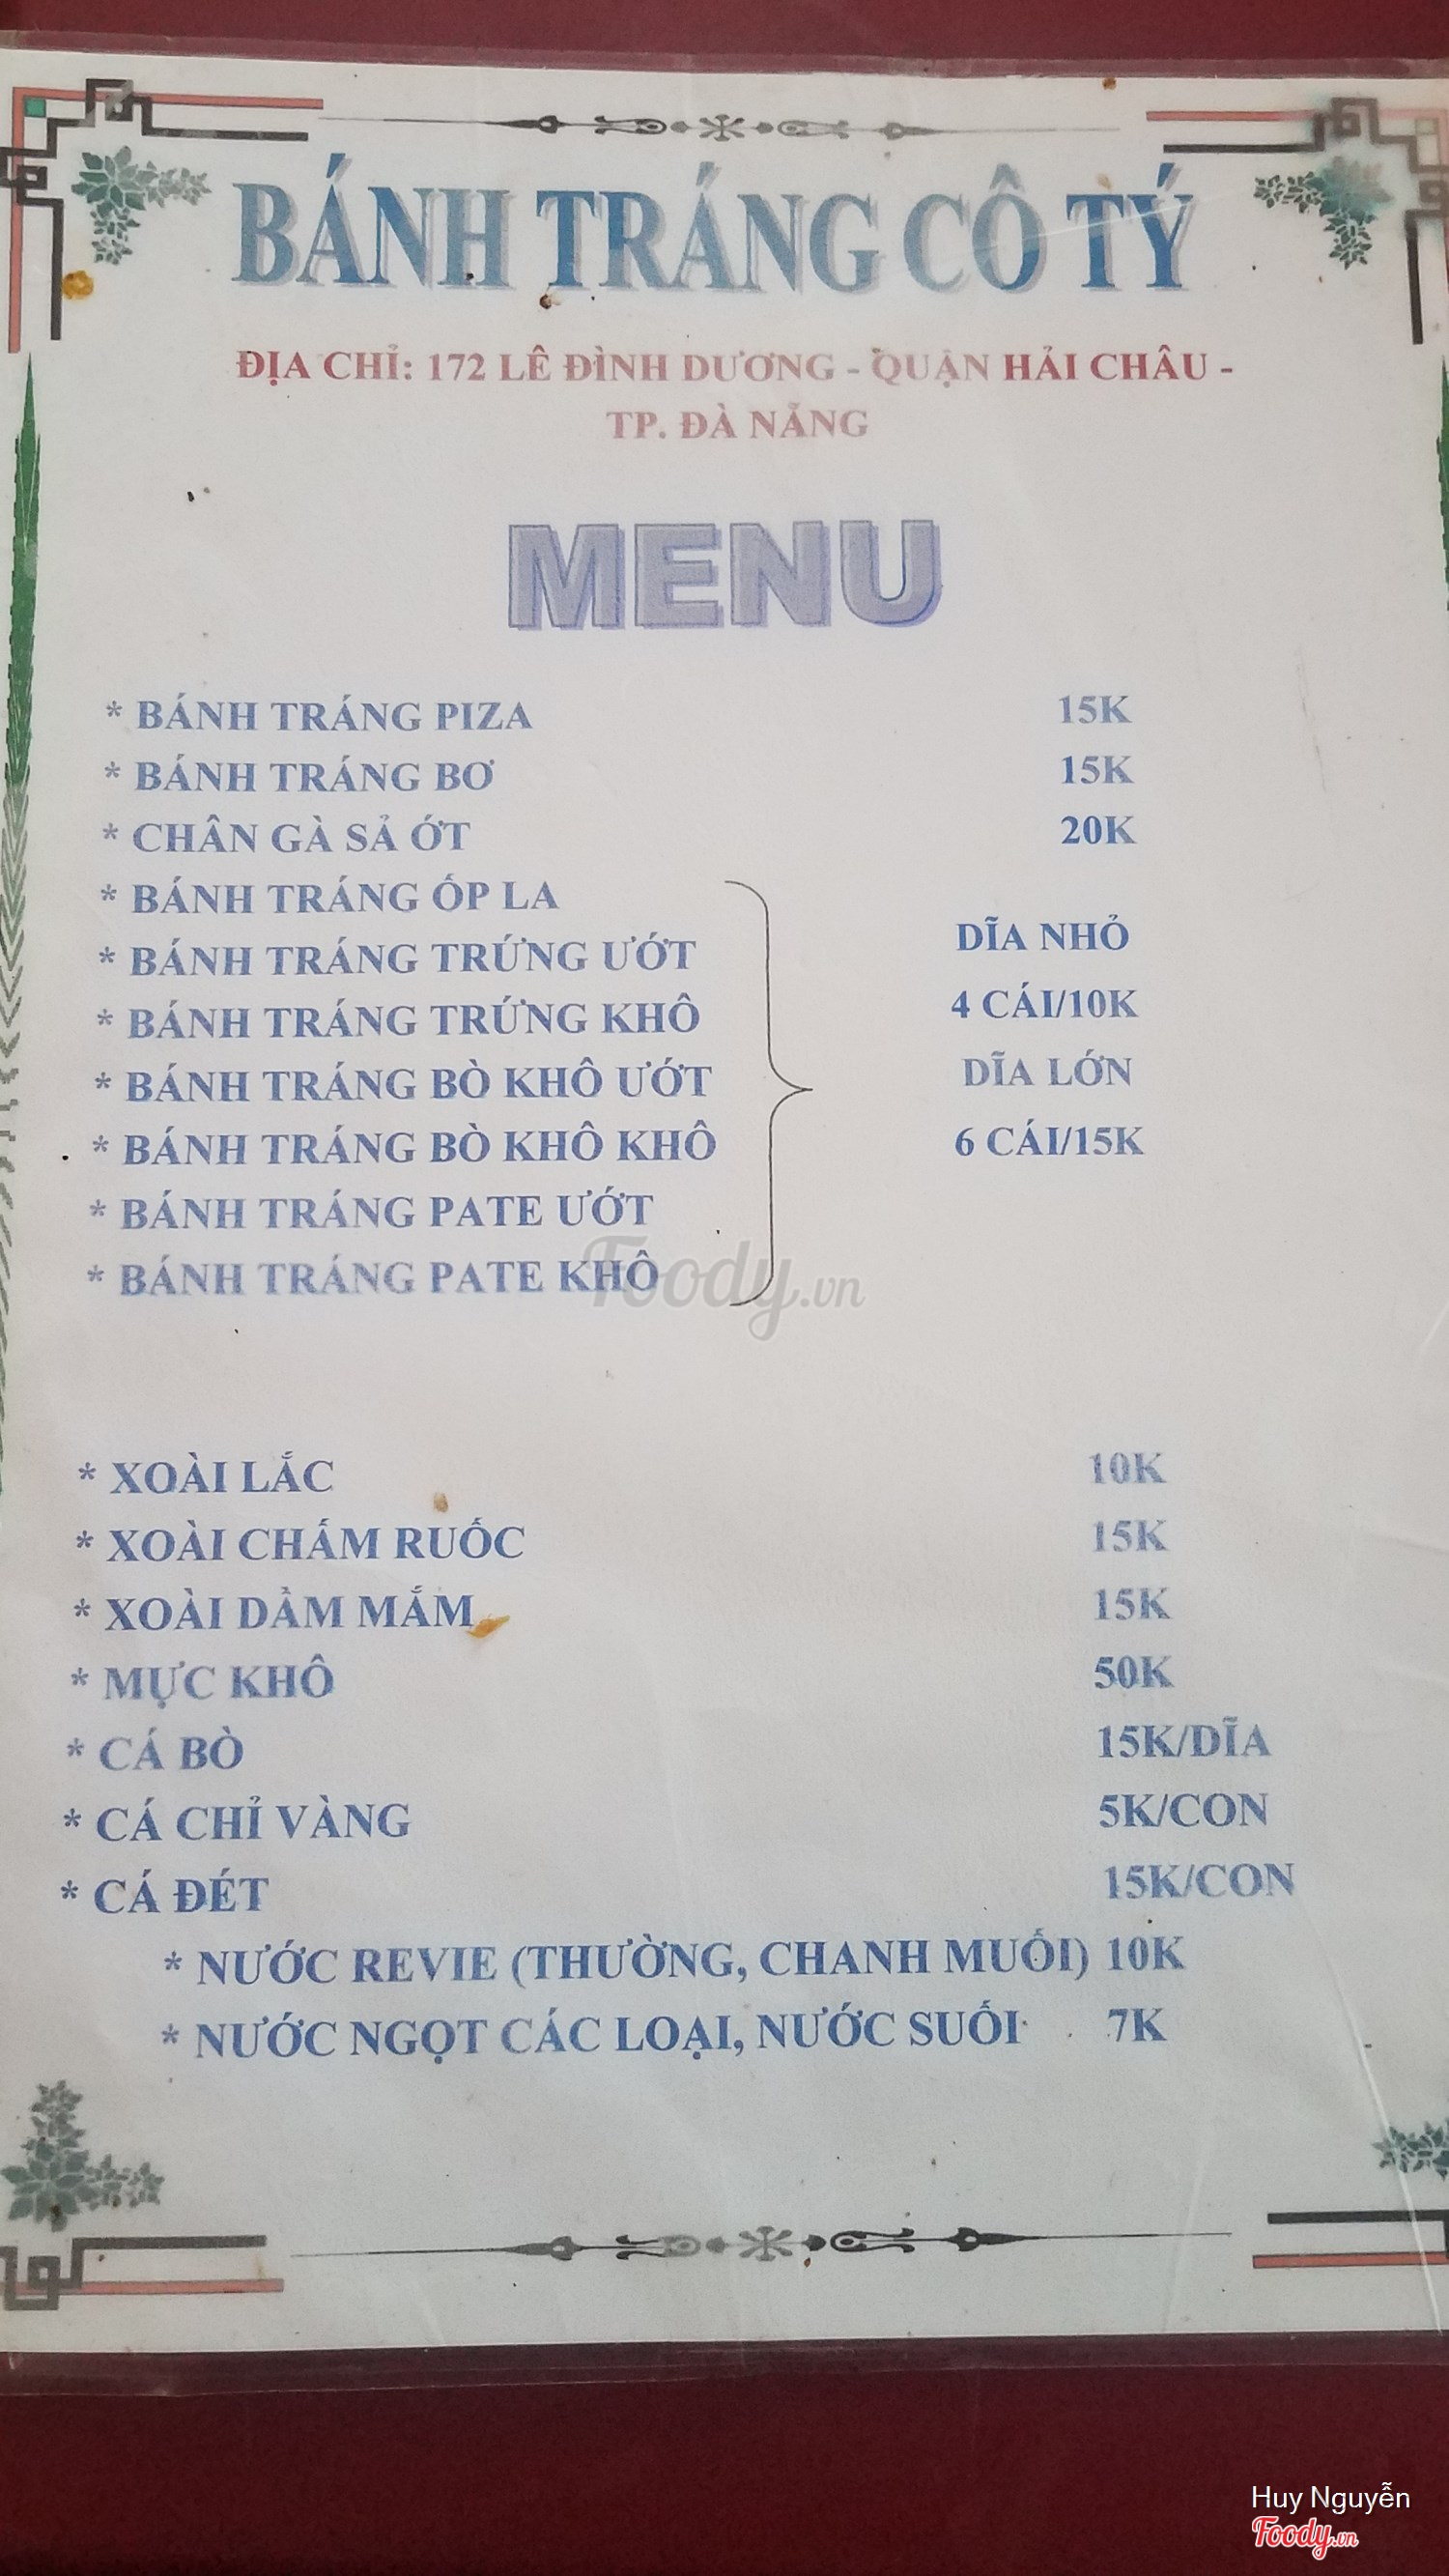 BÁNH TRÁNG CÔ TÝ
ĐỊA CHỈ: 172 LÊ ĐÌNH DƯƠNG - QUẬN HẢI CHÂU -
TP. ĐÀ NẴNG
MENU
* BÁNH TRÁNG PIZA 15K
* BÁNH TRÁNG BƠ 15K
* CHÂN GÀ SẢ ỚT 20K
* BÁNH TRÁNG ỐP LA
DĨA NHỎ
* BÁNH TRÁNG TRỨNG ƯỚT
* BÁNH TRÁNG TRỨNG KHÔ 4 CÁI/10K
* BÁNH TRÁNG BÒ KHÔ ƯỚT DĨA LỚN
* BÁNH TRÁNG BÒ KHÔ KHÔ 6 CÁI/15K
* BÁNH TRÁNG PATE ƯỚT
* BÁNH TRÁNG PATE KHÔ
Foody.vn
* XOÀI LẮC 10K
* XOÀI CHẤM RUỐC 15K
* XOÀI DẦM MẮM 15K
* MỰC KHÔ 50K
* CÁ BÒ 15K/DĨA
* CÁ CHỈ VÀNG 5K/CON
* CÁ ĐÉT 15K/CON
* NƯỚC REVIE (THƯỜNG, CHANH MUỐI) 10K
* NƯỚC NGỌT CÁC LOẠI, NƯỚC SUỐI 7K
Huy Nguyễn
Foody.vn